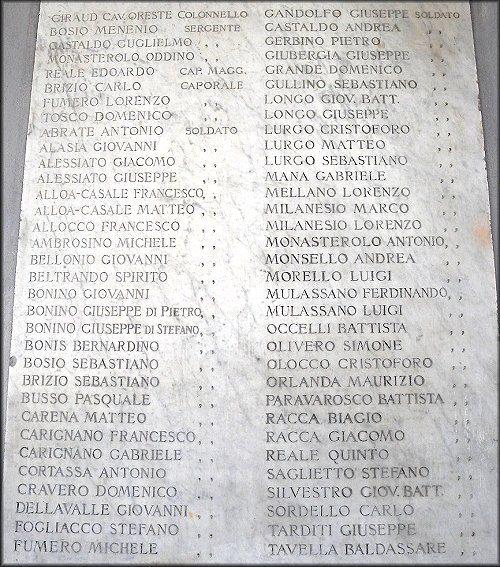 GIRAUD CAV. ORESTE COLONNELLO
BOSIO MENENIO SERGENTE
GASTALDO GUGLIELMO ,, 
MONASTEROLO ODDINO ,, 
REALE EDOARDO CAP. MAGG.
BRIZIO CARLO CAPORALE
FUMERO LORENZO ,, 
TOSCO DOMENICO ,, 
ABRATE ANTONIO SOLDATO
ALASIA GIOVANNI ,, 
ALESSIATO GIACOMO ,, 
ALESSIATO GIUSEPPE ,, 
ALLOA-CASALE FRANCESCO ,, 
ALLOA-CASALE MATTEO ,, 
ALLOCCO FRANCESCO ,, 
AMBROSINO MICHELE ,, 
BELLONIO GIOVANNI ,, 
BELTRANDO SPIRITO ,, 
BONINO GIOVANNI ,, 
BONINO GIUSEPPE DI PIETRO ,, 
BONINO GIUSEPPE DI STEFANO ,, 
BONIS BERNARDINO ,, 
BOSIO SEBASTIANO ,, 
BRIZIO SEBASTIANO ,, 
BUSSO PASQUALE ,, 
CARENA MATTEO ,, 
CARIGNANO FRANCESCO ,, 
CARIGNANO GABRIELE ,, 
CORTASSA ANTONIO ,, 
CRAVERO DOMENICO ,, 
DELLAVALLE GIOVANNI ,, 
FOGLIACCO STEFANO ,, 
FUMERO MICHELE ,, 
GANDOLFO GIUSEPPE SOLDATO
GASTALDO ANDREA ,, 
GERBINO PIETRO ,, 
GIUBERGIA GIUSEPPE ,, 
GRANDE DOMENICO ,, 
GULLINO SEBASTIANO ,, 
LONGO GIOV. BATT. ,, 
LONGO GIUSEPPE ,, 
LURGO CRISTOFORO ,, 
LURGO MATTEO ,, 
LURGO SEBASTIANO ,, 
MANA GABRIELE ,, 
MELLANO LORENZO ,, 
MILANESIO MARCO ,, 
MILANESIO LORENZO ,, 
MONASTEROLO ANTONIO ,, 
MONSELLO ANDREA ,, 
MORELLO LUIGI ,, 
MULASSANO FERDINANDO ,, 
MULASSANO LUIGI ,, 
OCCELLI BATTISTA ,, 
OLIVERO SIMONE ,, 
OLOCCO CRISTOFORO ,, 
ORLANDA MAURIZIO ,, 
PARAVAROSCO BATTISTA ,, 
RACCA BIAGIO ,, 
RACCA GIACOMO ,, 
REALE QUINTO ,, 
SAGLIETTO STEFANO ,, 
SILVESTRO GIOV. BATT. ,, 
SORDELLO CARLO ,, 
TARDITI GIUSEPPE ,, 
TAVELLA BALDASSARE ,,